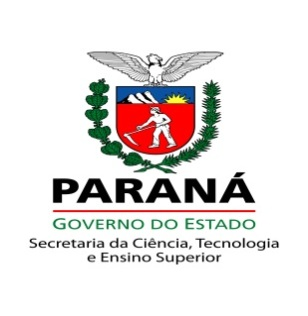 PARANÁ
GOVERNO DO ESTADO
Secretaria da Ciência, Tecnologia
e Ensino Superior